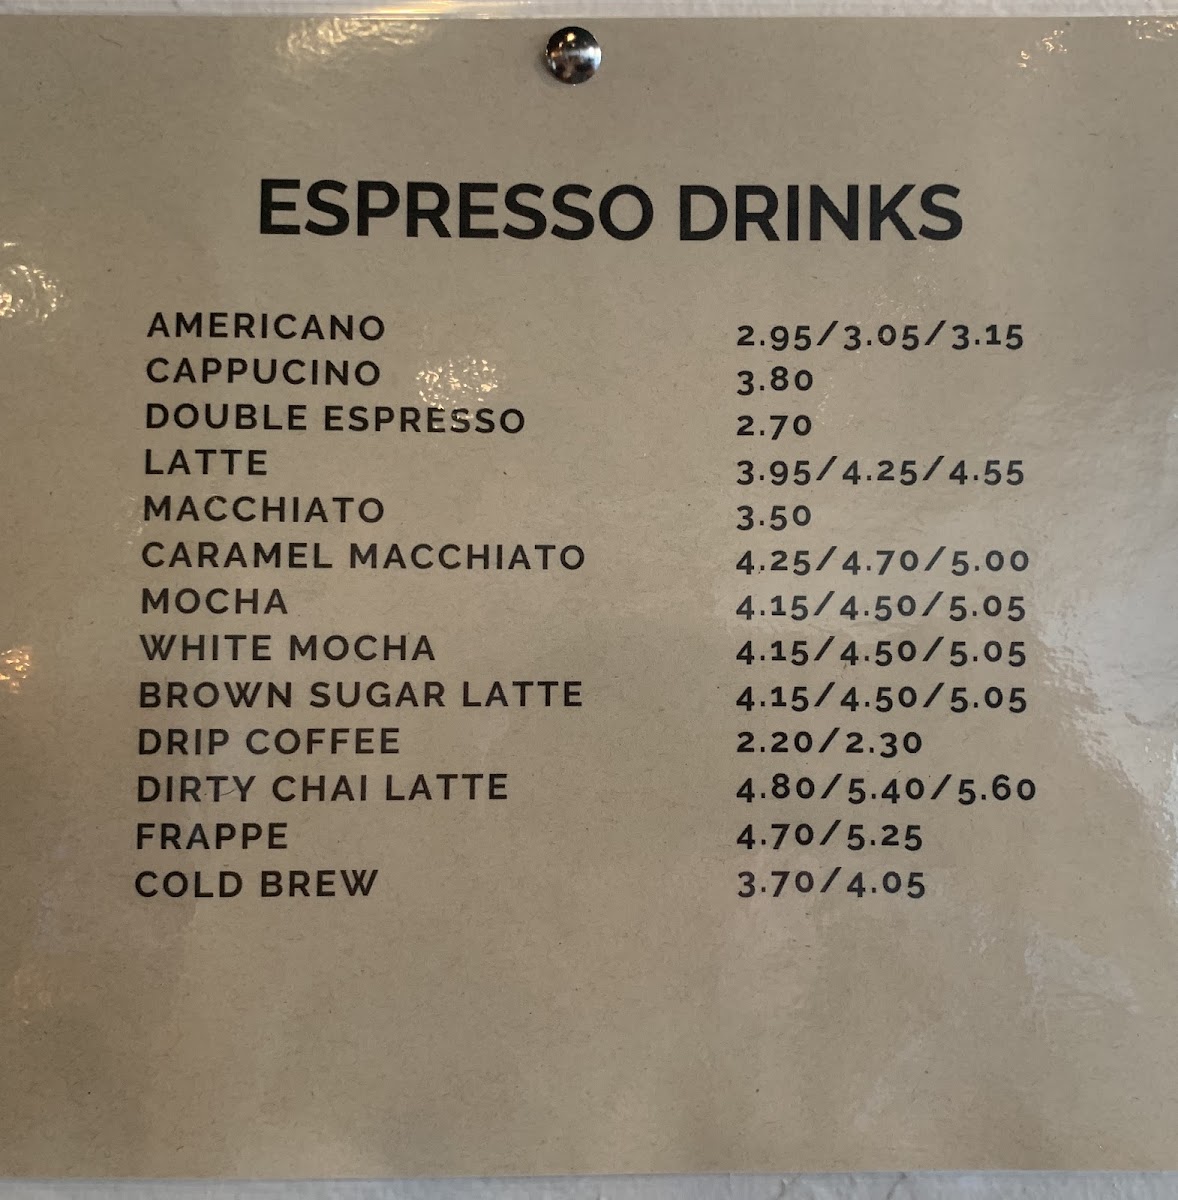 ESPRESSO DRINKS
AMERICANO 2.95/3.05/3.15
CAPPUCINO 3.80
DOUBLE ESPRESSO 2.70
LATTE 3.95/4.25/4.55
MACCHIATO 3.50
CARAMEL MACCHIATO 4.25/4.70/5.00
MOCHA 4.15/4.50/5.05
WHITE MOCHA 4.15/4.50/5.05
BROWN SUGAR LATTE 4.15/4.50/5.05
DRIP COFFEE 2.20/2.30
DIRTY CHAI LATTE 4.80/5.40/5.60
FRAPPE 4.70/5.25
COLD BREW 3.70/4.05